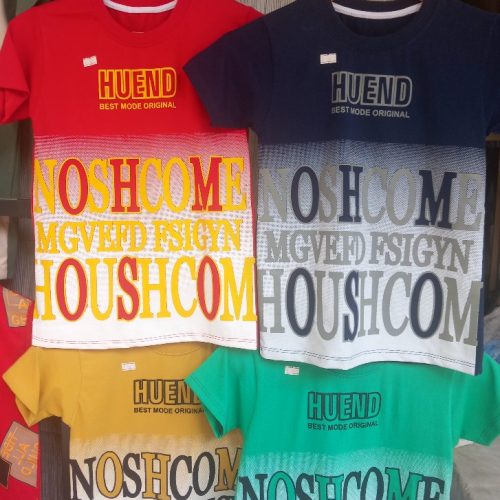 HUEND
BEST MODE ORIGINAL
NOSHCOME
MGVEFD FSIGYN
HOUSHCOM
HUEND
BEST MODE ORIGINAL
NOSHCOME
MGVEFD FSIGYN
HOUSHCOM
HUEND
BEST MODE ORIGINAL
NOSHCOM
HUEND
BEST MODE ORIGINAL
NOSHCOME